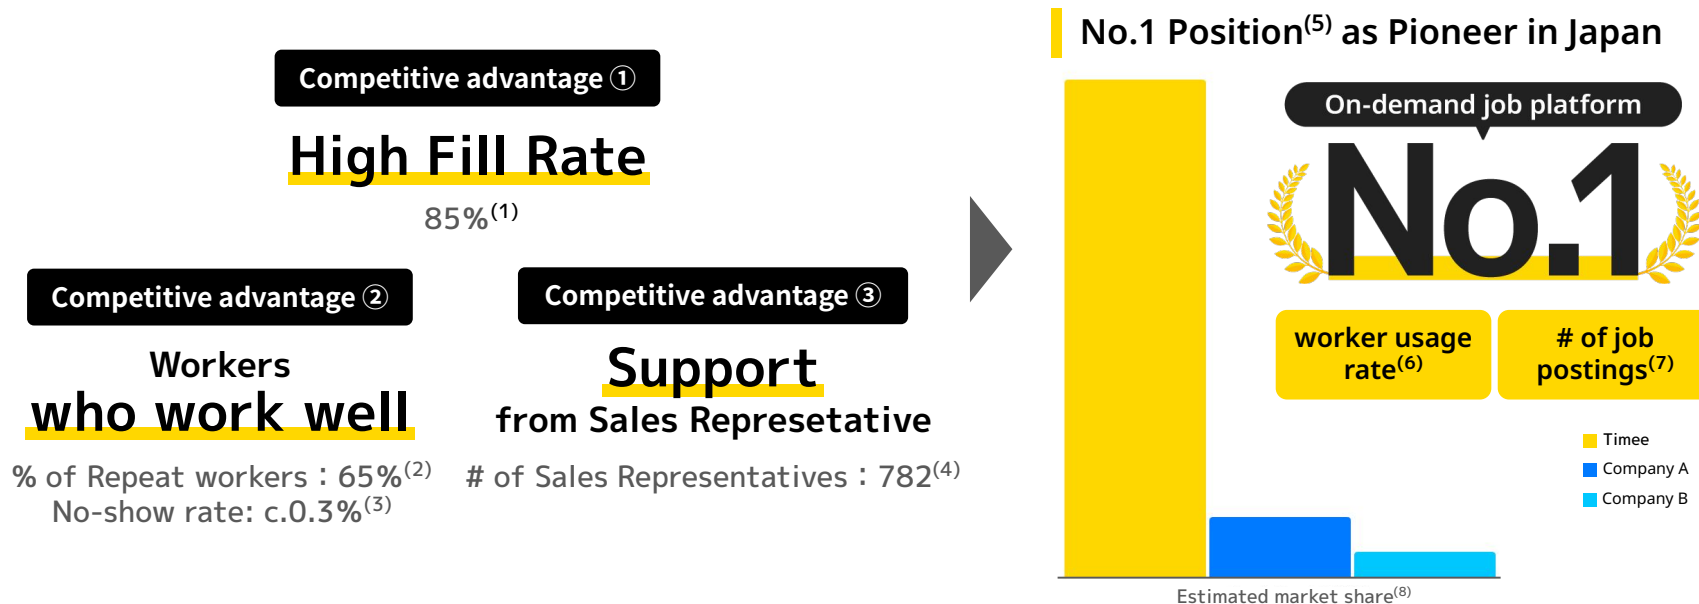 Competitive advantage ①
High Fill Rate
85%(1)
Competitive advantage ②
Workers
who work well
% of Repeat workers：65%(2)
No-show rate: c.0.3%(3)
Competitive advantage ③
Support
from Sales Represetative
# of Sales Representatives：782(4)
No.1 Position(5) as Pioneer in Japan
On-demand job platform
No.1
worker usage
rate(6)
# of job
postings(7)
Timee
Company A
Company B
Estimated market share(8)